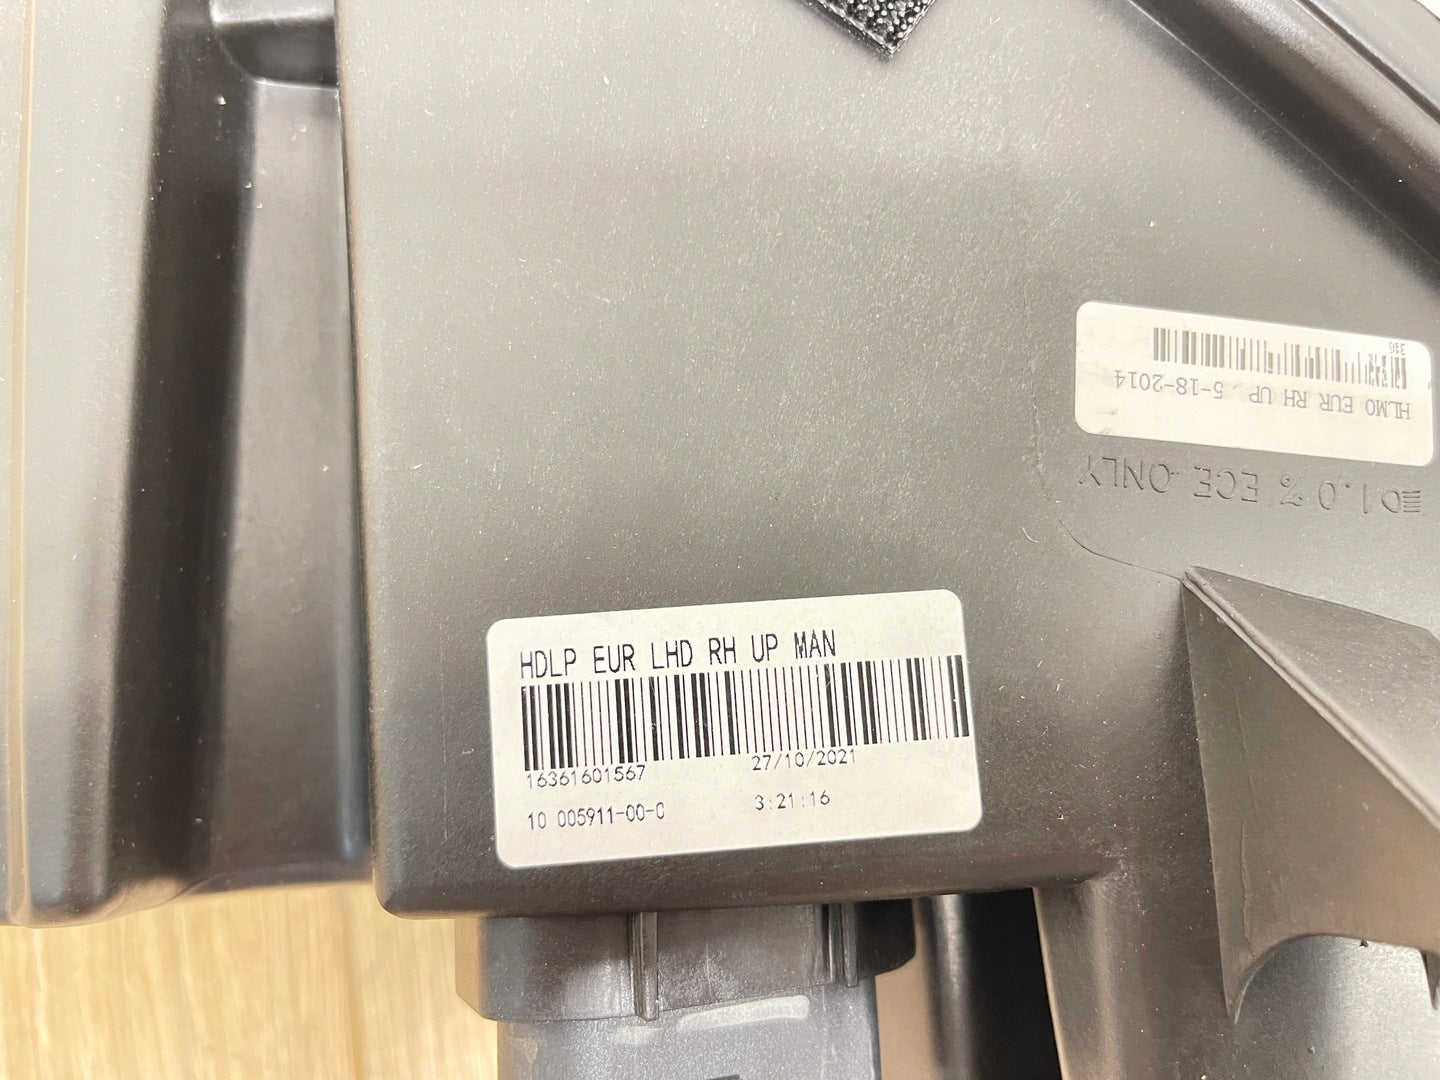 HDLP EUR LHD RH UP MAN
16361601567 27/10/2021
10 005911-00-C 3:21:16
HLMO EUR RH UP 5-18-2014
316
1.0% ECE ONLY